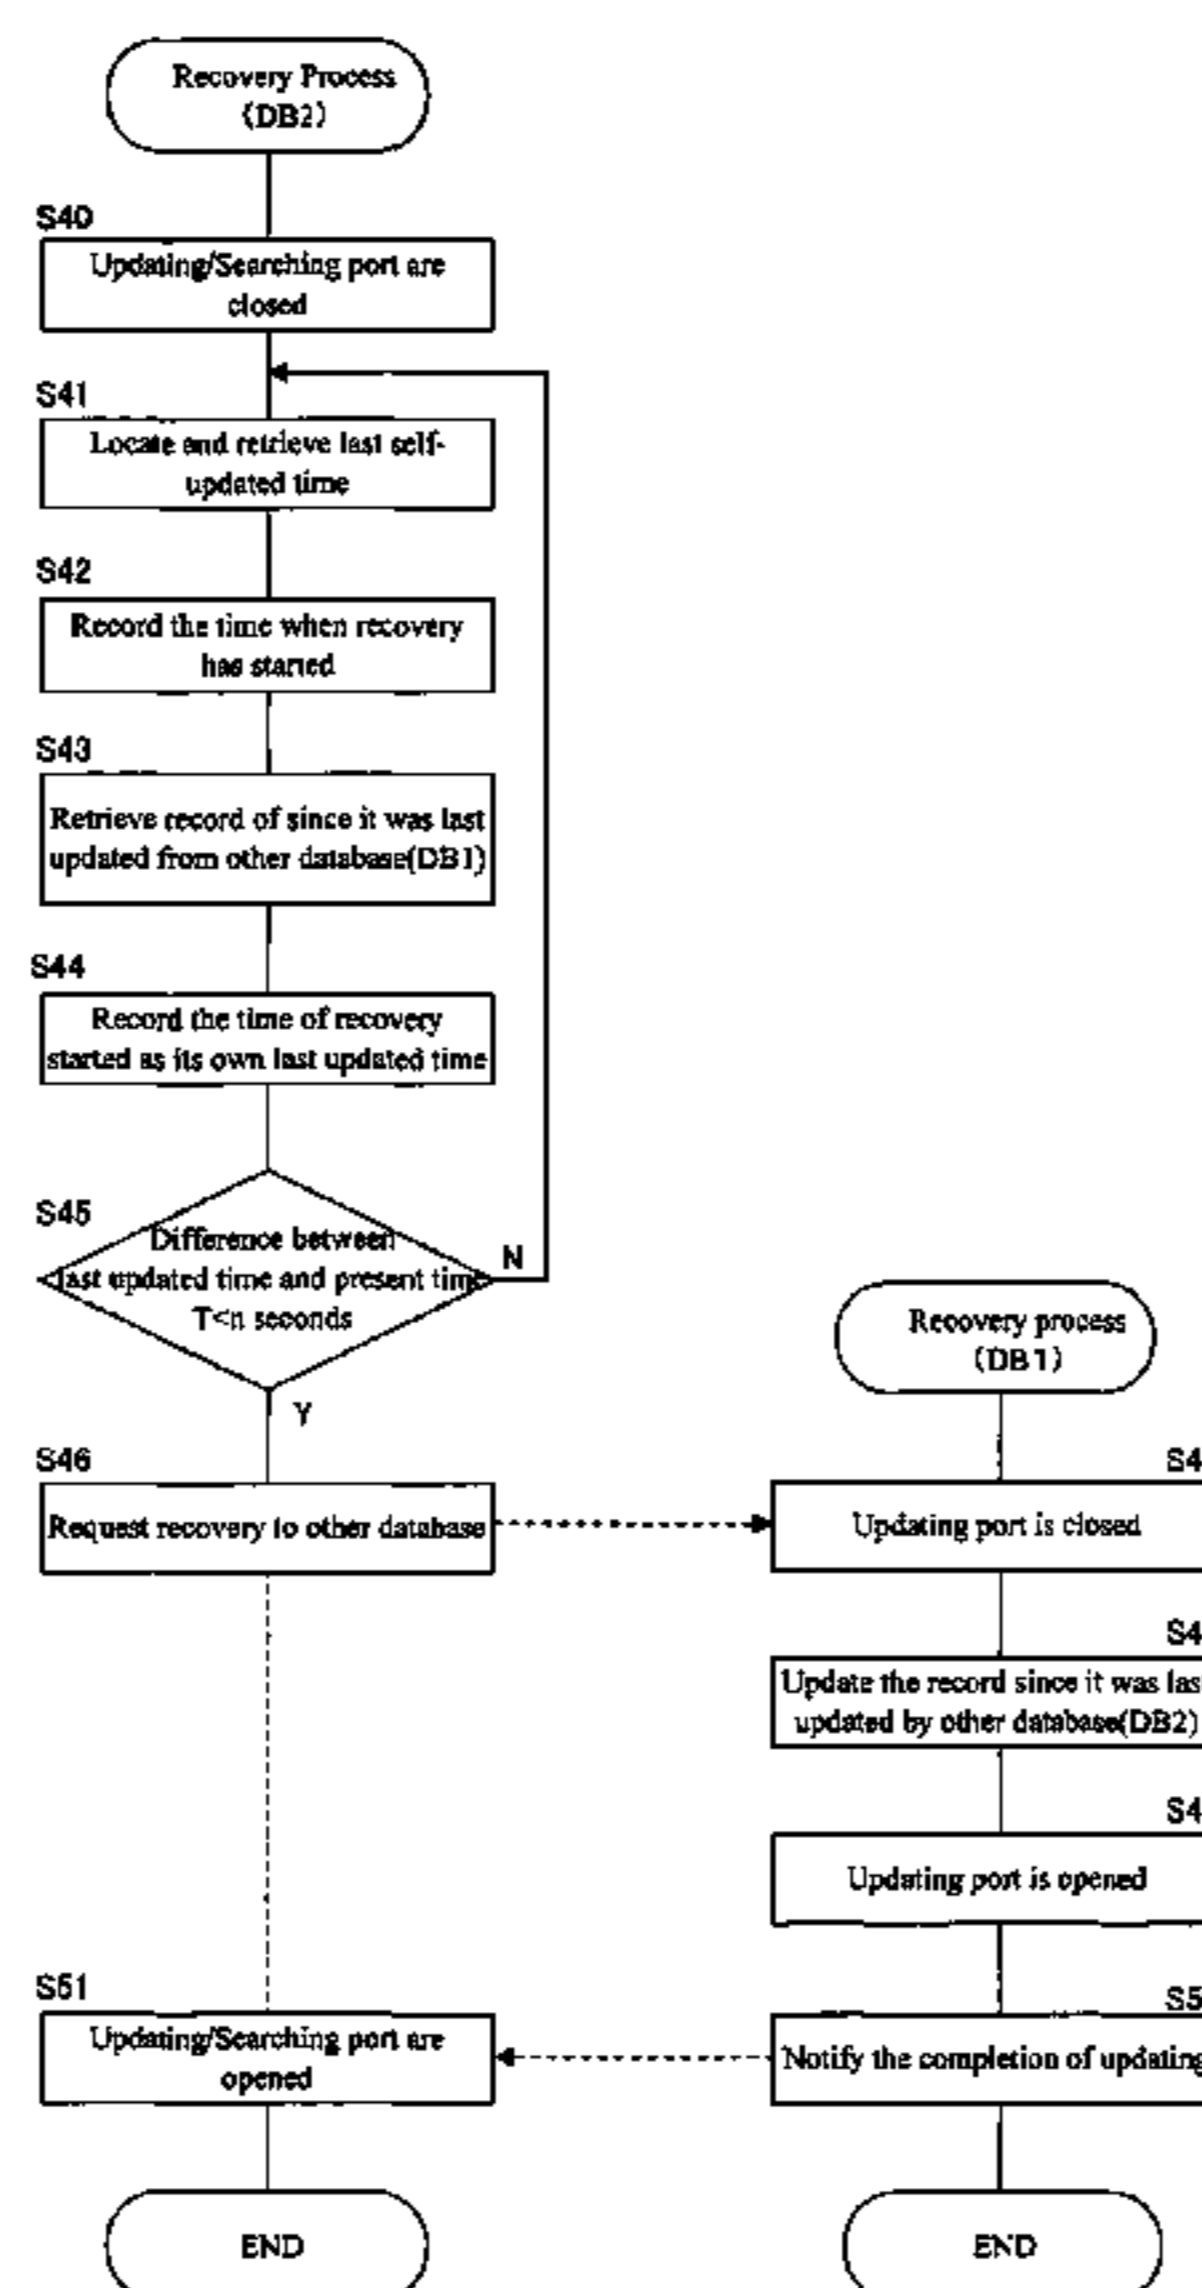 Recovery Process
(DB2)
S40
Updating/Searching port are
closed
S41
Locate and retrieve last self-
updated time
S42
Record the time when recovery
has started
S43
Retrieve record of since it was last
updated from other database(DB1)
S44
Record the time of recovery
started as its own last updated time
S45
Difference between
last updated time and present time
T<n seconds
N
Y
S46
Request recovery to other database
Recovery process
(DB1)
S4
Updating port is closed
S4
Update the record since it was las
updated by other database(DB2)
S4
Updating port is opened
S5
Notify the completion of updating
S51
Updating/Searching port are
opened
END
END